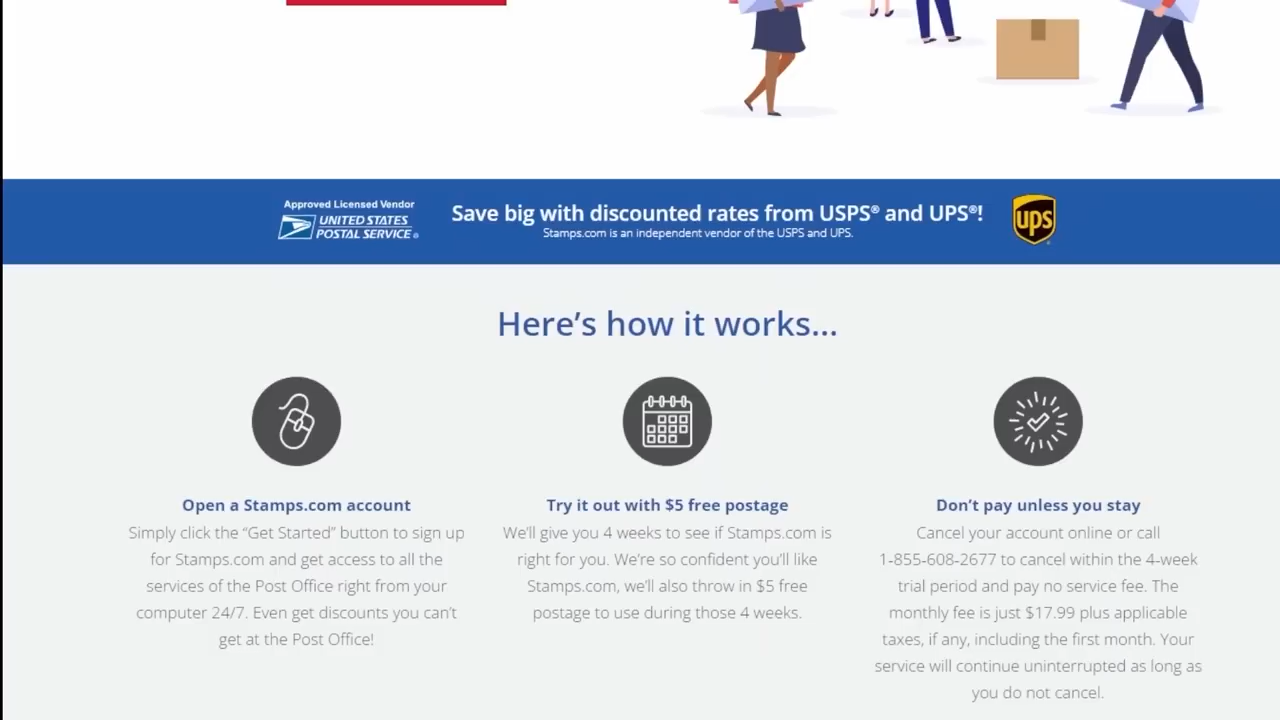 Approved Licensed Vendor
UNITED STATES
POSTAL SERVICE®
Save big with discounted rates from USPS® and UPS®!
Stamps.com is an independent vendor of the USPS and UPS.
ups
Here’s how it works...
Open a Stamps.com account
Simply click the “Get Started” button to sign up
for Stamps.com and get access to all the
services of the Post Office right from your
computer 24/7. Even get discounts you can’t
get at the Post Office!
Try it out with $5 free postage
We’ll give you 4 weeks to see if Stamps.com is
right for you. We’re so confident you’ll like
Stamps.com, we’ll also throw in $5 free
postage to use during those 4 weeks.
Don’t pay unless you stay
Cancel your account online or call
1-855-608-2677 to cancel within the 4-week
trial period and pay no service fee. The
monthly fee is just $17.99 plus applicable
taxes, if any, including the first month. Your
service will continue uninterrupted as long as
you do not cancel.